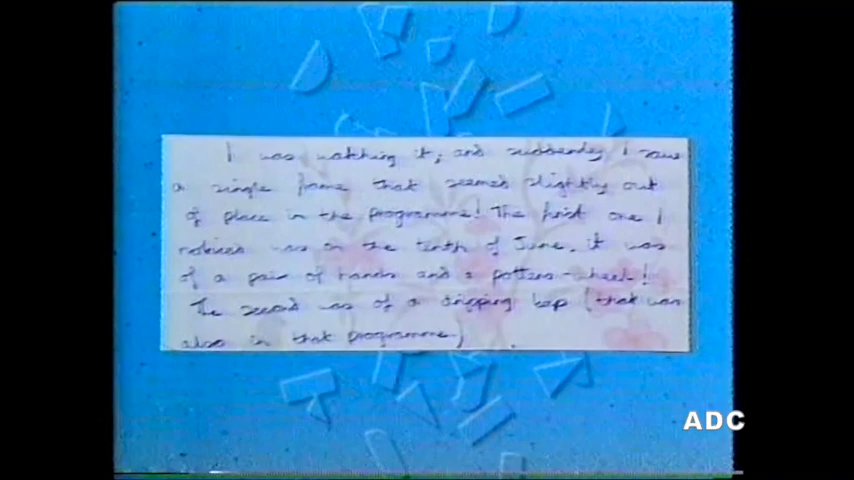 I was watching it, and suddenly I saw
a single frame that seemed slightly out
of place in the programme! The first one I
noticed was on the tenth of June. it was
of a pair of hands and a potters-wheel!
The second was of a dripping tap (that was
also in that programme)
ADC